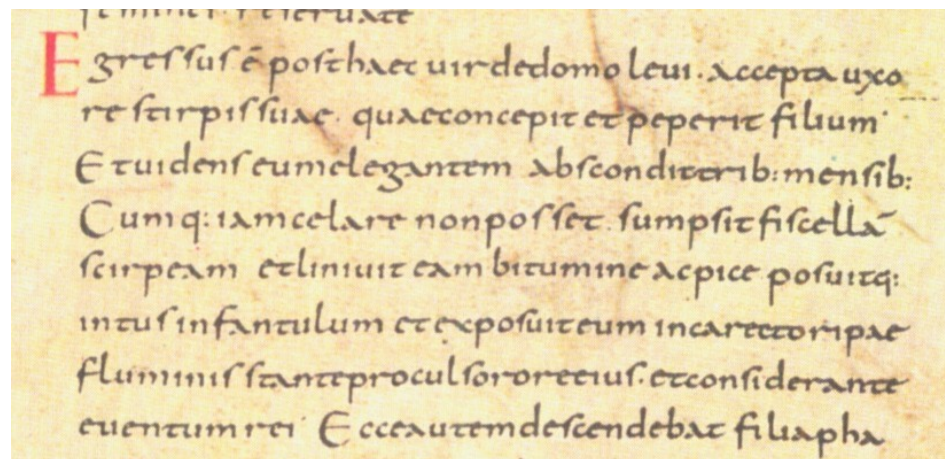 Egressus ē posthaec uir de domo leui · accepta uxo
re stirpis suae · quae concepit et peperit filium ·
Et uidens eum elegantem abscondit trib: mensib:
Cumq: iam celare non posset · sumpsit fiscellā
scirpeam et liniuit eam bitumine ac pice posuitq:
intus infantulum et exposuit eum in carecto ripae
fluminis stante procul sorore eius · et considerante
euentum rei · Ecce autem descendebat filia pha